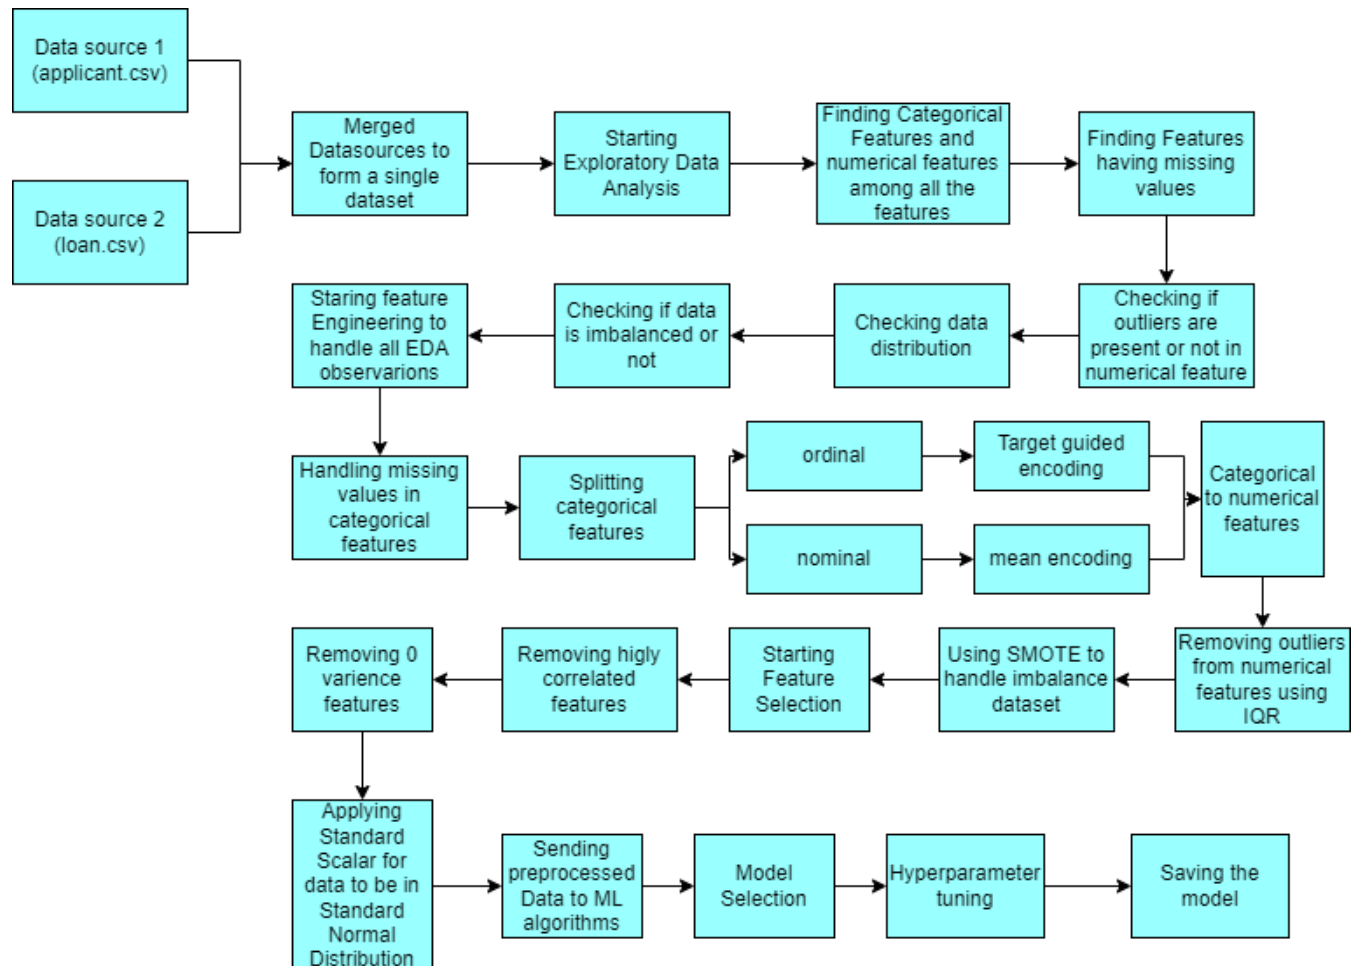 Data source 1
(applicant.csv)
Data source 2
(loan.csv)
Merged
Datasources to
form a single
dataset
Starting
Exploratory Data
Analysis
Finding Categorical
Features and
numerical features
among all the
features
Finding Features
having missing
values
Checking if
outliers are
present or not in
numerical feature
Checking data
distribution
Checking if data
is imbalanced or
not
Staring feature
Engineering to
handle all EDA
observarions
Handling missing
values in
categorical
features
Splitting
categorical
features
ordinal
Target guided
encoding
nominal
mean encoding
Categorical
to numerical
features
Removing outliers
from numerical
features using
IQR
Using SMOTE to
handle imbalance
dataset
Starting
Feature
Selection
Removing higly
correlated
features
Removing 0
varience
features
Applying
Standard
Scalar for
data to be in
Standard
Normal
Distribution
Sending
preprocessed
Data to ML
algorithms
Model
Selection
Hyperparameter
tuning
Saving the
model